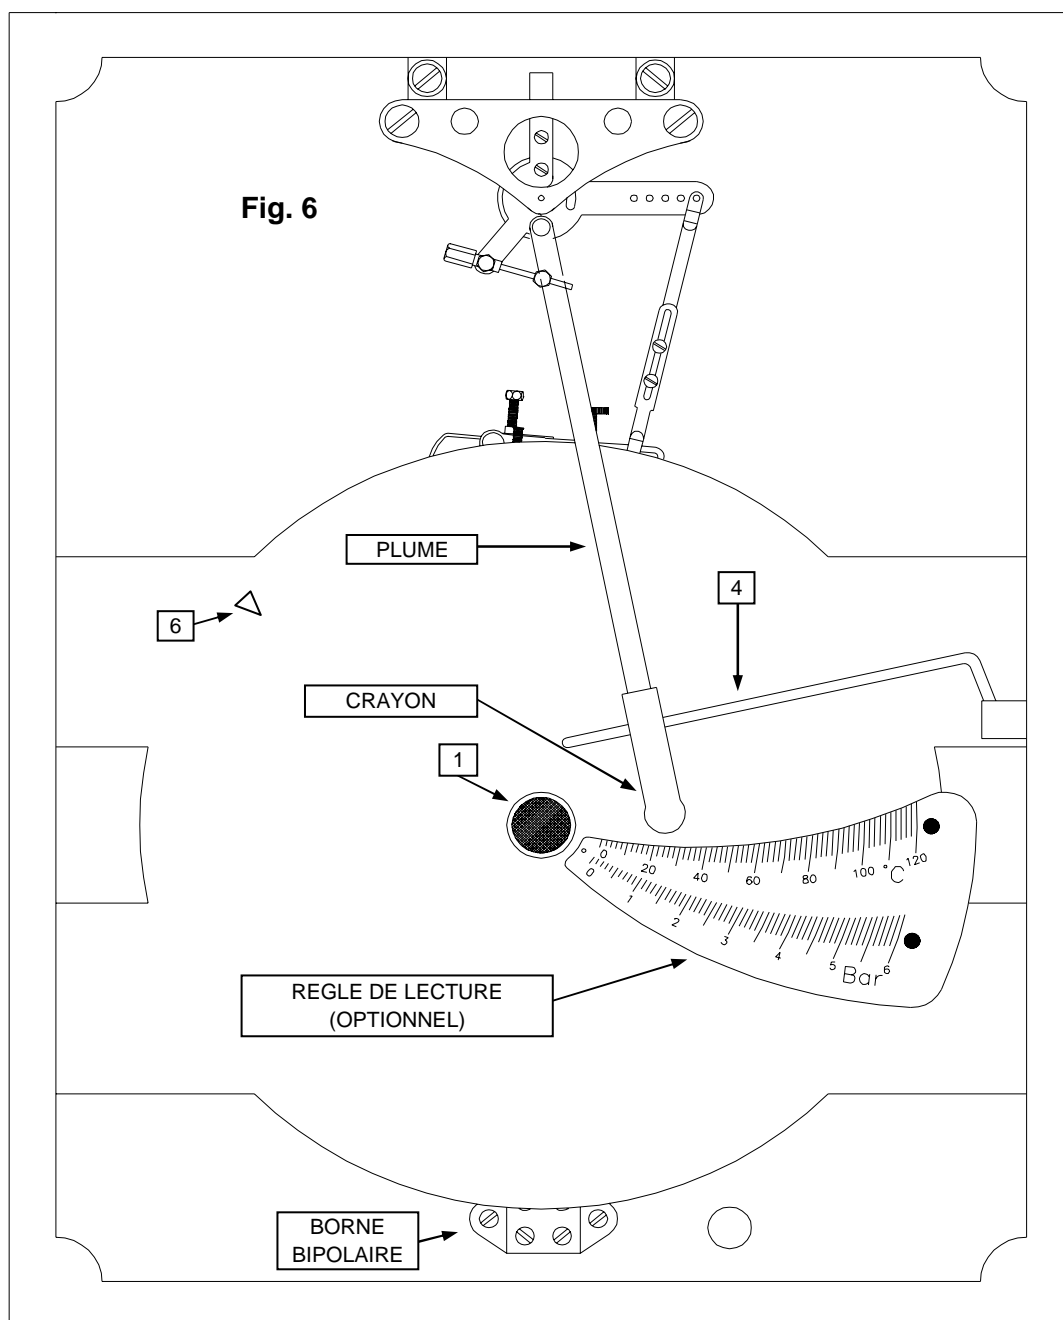 Fig. 6
PLUME
4
6
CRAYON
1
0 20 40 60 80 100 °C 120
0 1 2 3 4 5 Bar 6
REGLE DE LECTURE
(OPTIONNEL)
BORNE
BIPOLAIRE